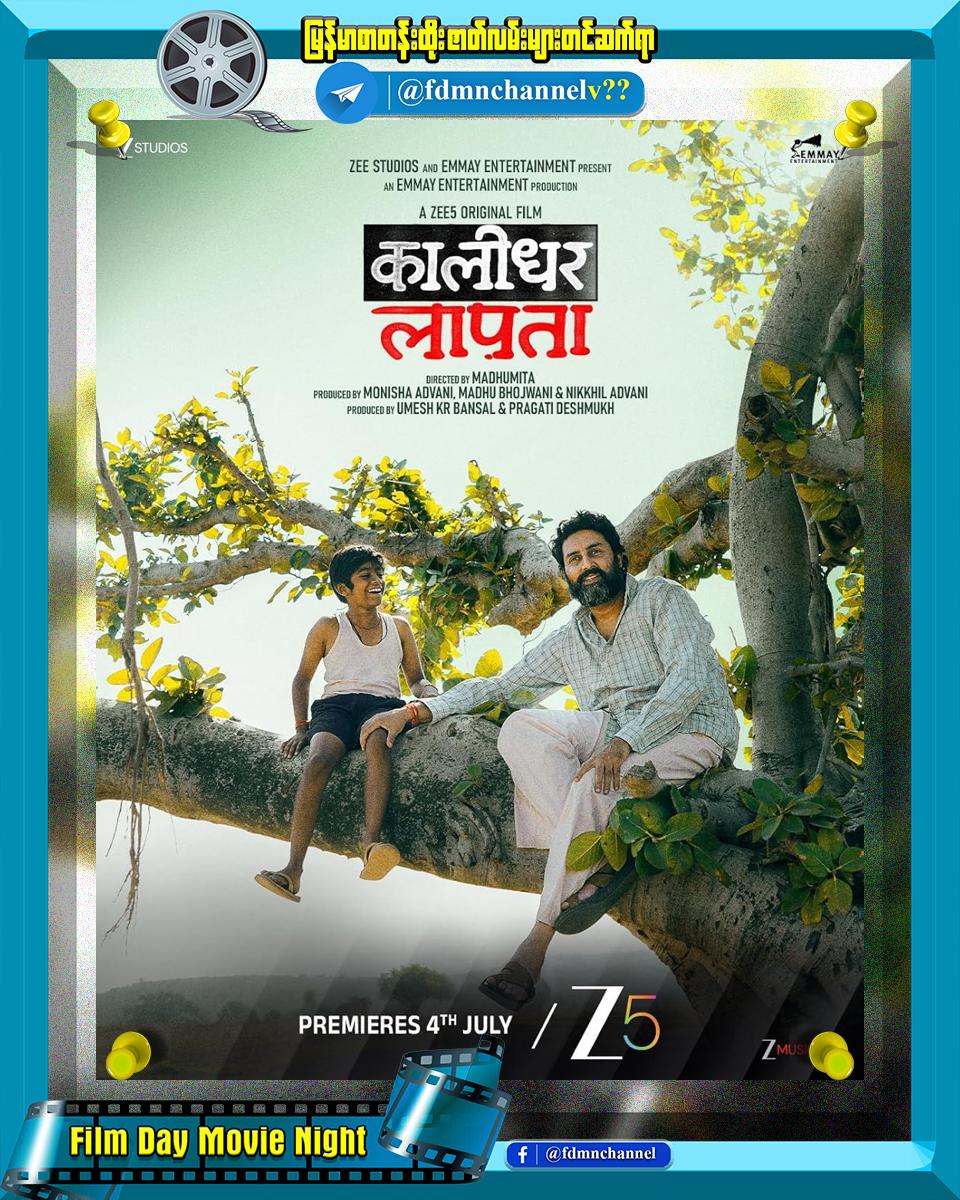 မြန်မာစာတန်းထိုးဇာတ်လမ်းများတင်ဆက်ရာ
@fdmnchannelv??
STUDIOS
EMMAY
ENTERTAINMENT
ZEE STUDIOS AND EMMAY ENTERTAINMENT PRESENT
AN EMMAY ENTERTAINMENT PRODUCTION
A ZEE5 ORIGINAL FILM
कालीधर
लापता
DIRECTED BY MADHUMITA
PRODUCED BY MONISHA ADVANI, MADHU BHOJWANI & NIKKHIL ADVANI
PRODUCED BY UMESH KR BANSAL & PRAGATI DESHMUKH
PREMIERES 4TH JULY / Z5
Z MUSIC
Film Day Movie Night
f @fdmnchannel